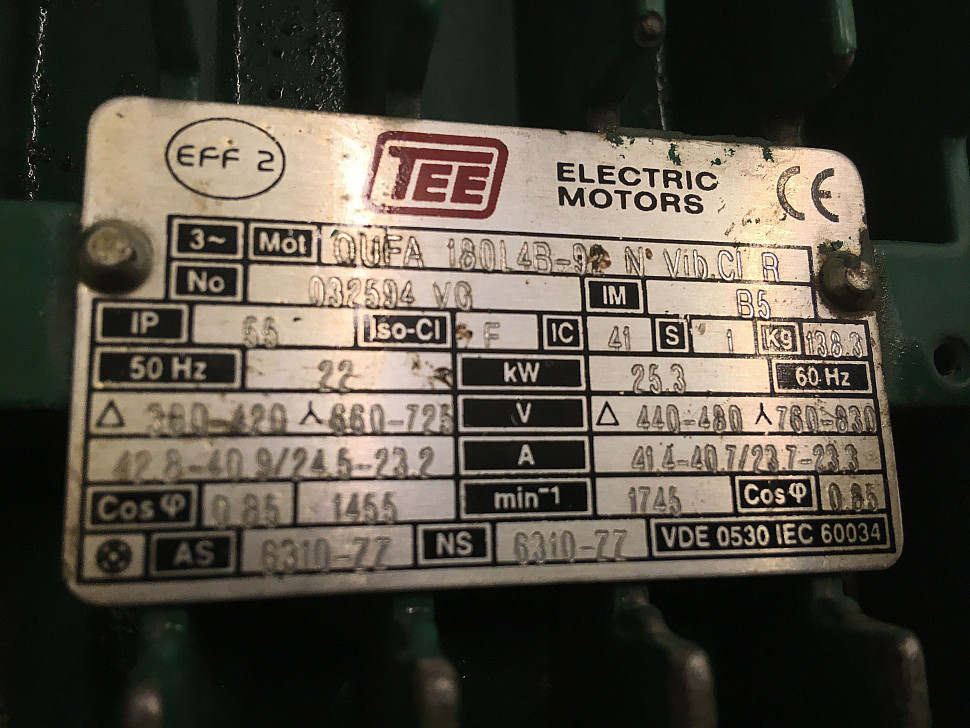 EFF 2 TEE ELECTRIC MOTORS CE
3~ Mot QUFA 180L4B-92 N Vib.Cl R
No 032594 VG IM B5
IP 55 Iso-Cl F IC 41 S 1 Kg 138.3
50 Hz 22 kW 25.3 60 Hz
Δ 380-420 ⅄ 660-725 V Δ 440-480 ⅄ 760-830
42.8-40.9/24.5-23.2 A 41.4-40.7/23.7-23.3
Cos φ 0.85 1455 min⁻¹ 1745 Cos φ 0.85
AS 6310-ZZ NS 6310-ZZ VDE 0530 IEC 60034